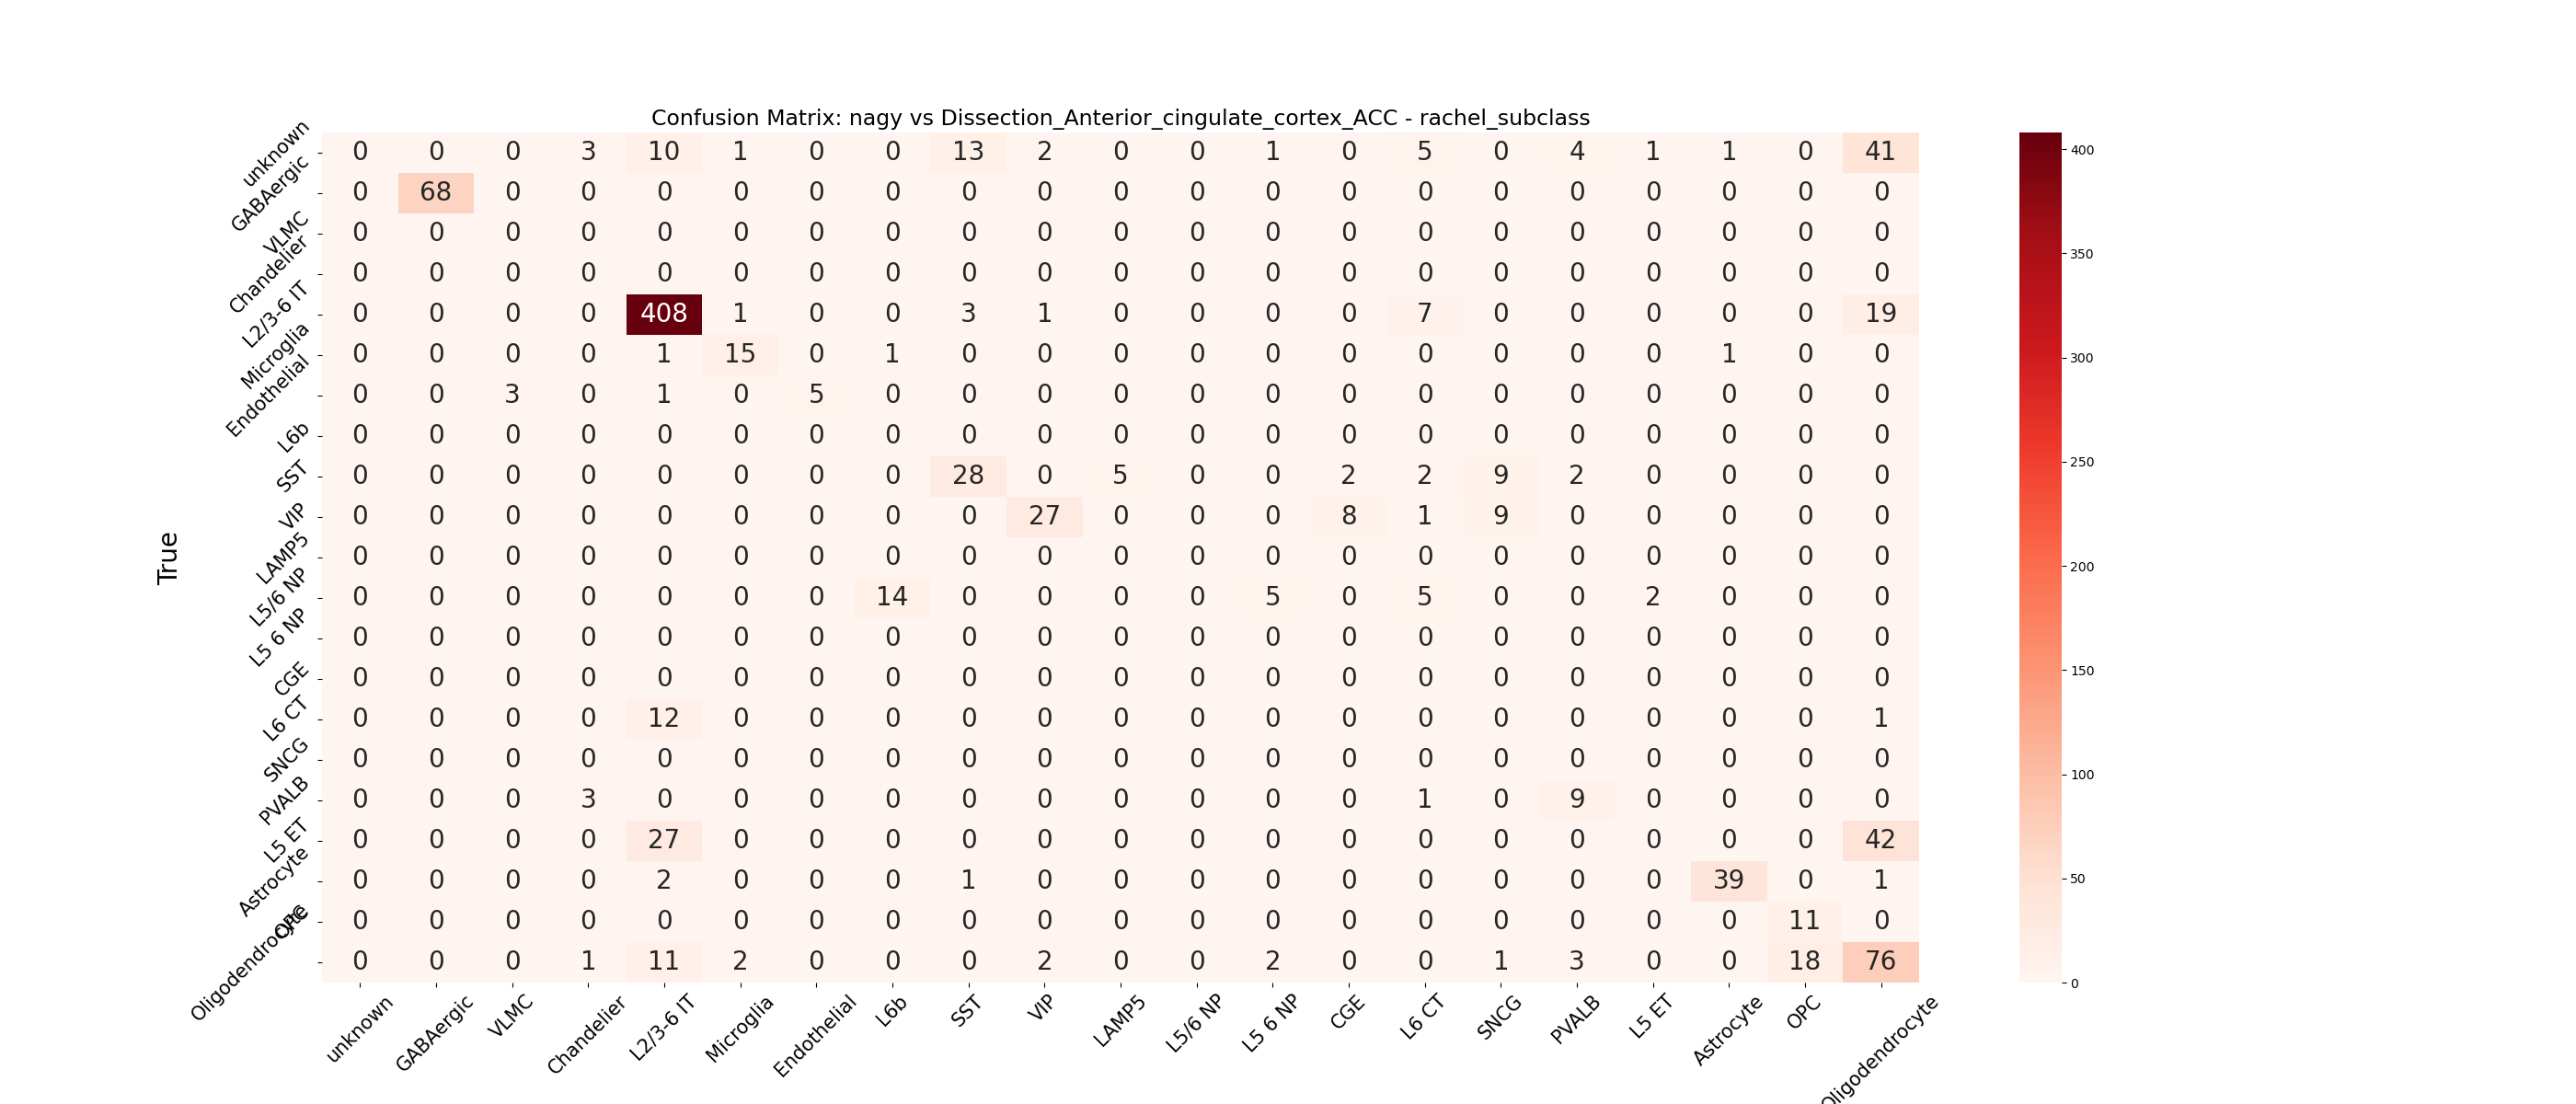 Confusion Matrix: nagy vs Dissection_Anterior_cingulate_cortex_ACC - rachel_subclass
True
unknown 0 0 0 3 10 1 0 0 13 2 0 0 1 0 5 0 4 1 1 0 41
GABAergic 0 68 0 0 0 0 0 0 0 0 0 0 0 0 0 0 0 0 0 0 0
VLMC 0 0 0 0 0 0 0 0 0 0 0 0 0 0 0 0 0 0 0 0 0
Chandelier 0 0 0 0 0 0 0 0 0 0 0 0 0 0 0 0 0 0 0 0 0
L2/3-6 IT 0 0 0 0 408 1 0 0 3 1 0 0 0 0 7 0 0 0 0 0 19
Microglia 0 0 0 0 1 15 0 1 0 0 0 0 0 0 0 0 0 0 1 0 0
Endothelial 0 0 3 0 1 0 5 0 0 0 0 0 0 0 0 0 0 0 0 0 0
L6b 0 0 0 0 0 0 0 0 0 0 0 0 0 0 0 0 0 0 0 0 0
SST 0 0 0 0 0 0 0 0 28 0 5 0 0 2 2 9 2 0 0 0 0
VIP 0 0 0 0 0 0 0 0 0 27 0 0 0 8 1 9 0 0 0 0 0
LAMP5 0 0 0 0 0 0 0 0 0 0 0 0 0 0 0 0 0 0 0 0 0
L5/6 NP 0 0 0 0 0 0 0 14 0 0 0 0 5 0 5 0 0 2 0 0 0
L5 6 NP 0 0 0 0 0 0 0 0 0 0 0 0 0 0 0 0 0 0 0 0 0
CGE 0 0 0 0 0 0 0 0 0 0 0 0 0 0 0 0 0 0 0 0 0
L6 CT 0 0 0 0 12 0 0 0 0 0 0 0 0 0 0 0 0 0 0 0 1
SNCG 0 0 0 0 0 0 0 0 0 0 0 0 0 0 0 0 0 0 0 0 0
PVALB 0 0 0 3 0 0 0 0 0 0 0 0 0 0 1 0 9 0 0 0 0
L5 ET 0 0 0 0 27 0 0 0 0 0 0 0 0 0 0 0 0 0 0 0 42
Astrocyte 0 0 0 0 2 0 0 0 1 0 0 0 0 0 0 0 0 0 39 0 1
OPC 0 0 0 0 0 0 0 0 0 0 0 0 0 0 0 0 0 0 0 11 0
Oligodendrocyte 0 0 0 1 11 2 0 0 0 2 0 0 2 0 0 1 3 0 0 18 76
unknown GABAergic VLMC Chandelier L2/3-6 IT Microglia Endothelial L6b SST VIP LAMP5 L5/6 NP L5 6 NP CGE L6 CT SNCG PVALB L5 ET Astrocyte OPC Oligodendrocyte
400
350
300
250
200
150
100
50
0